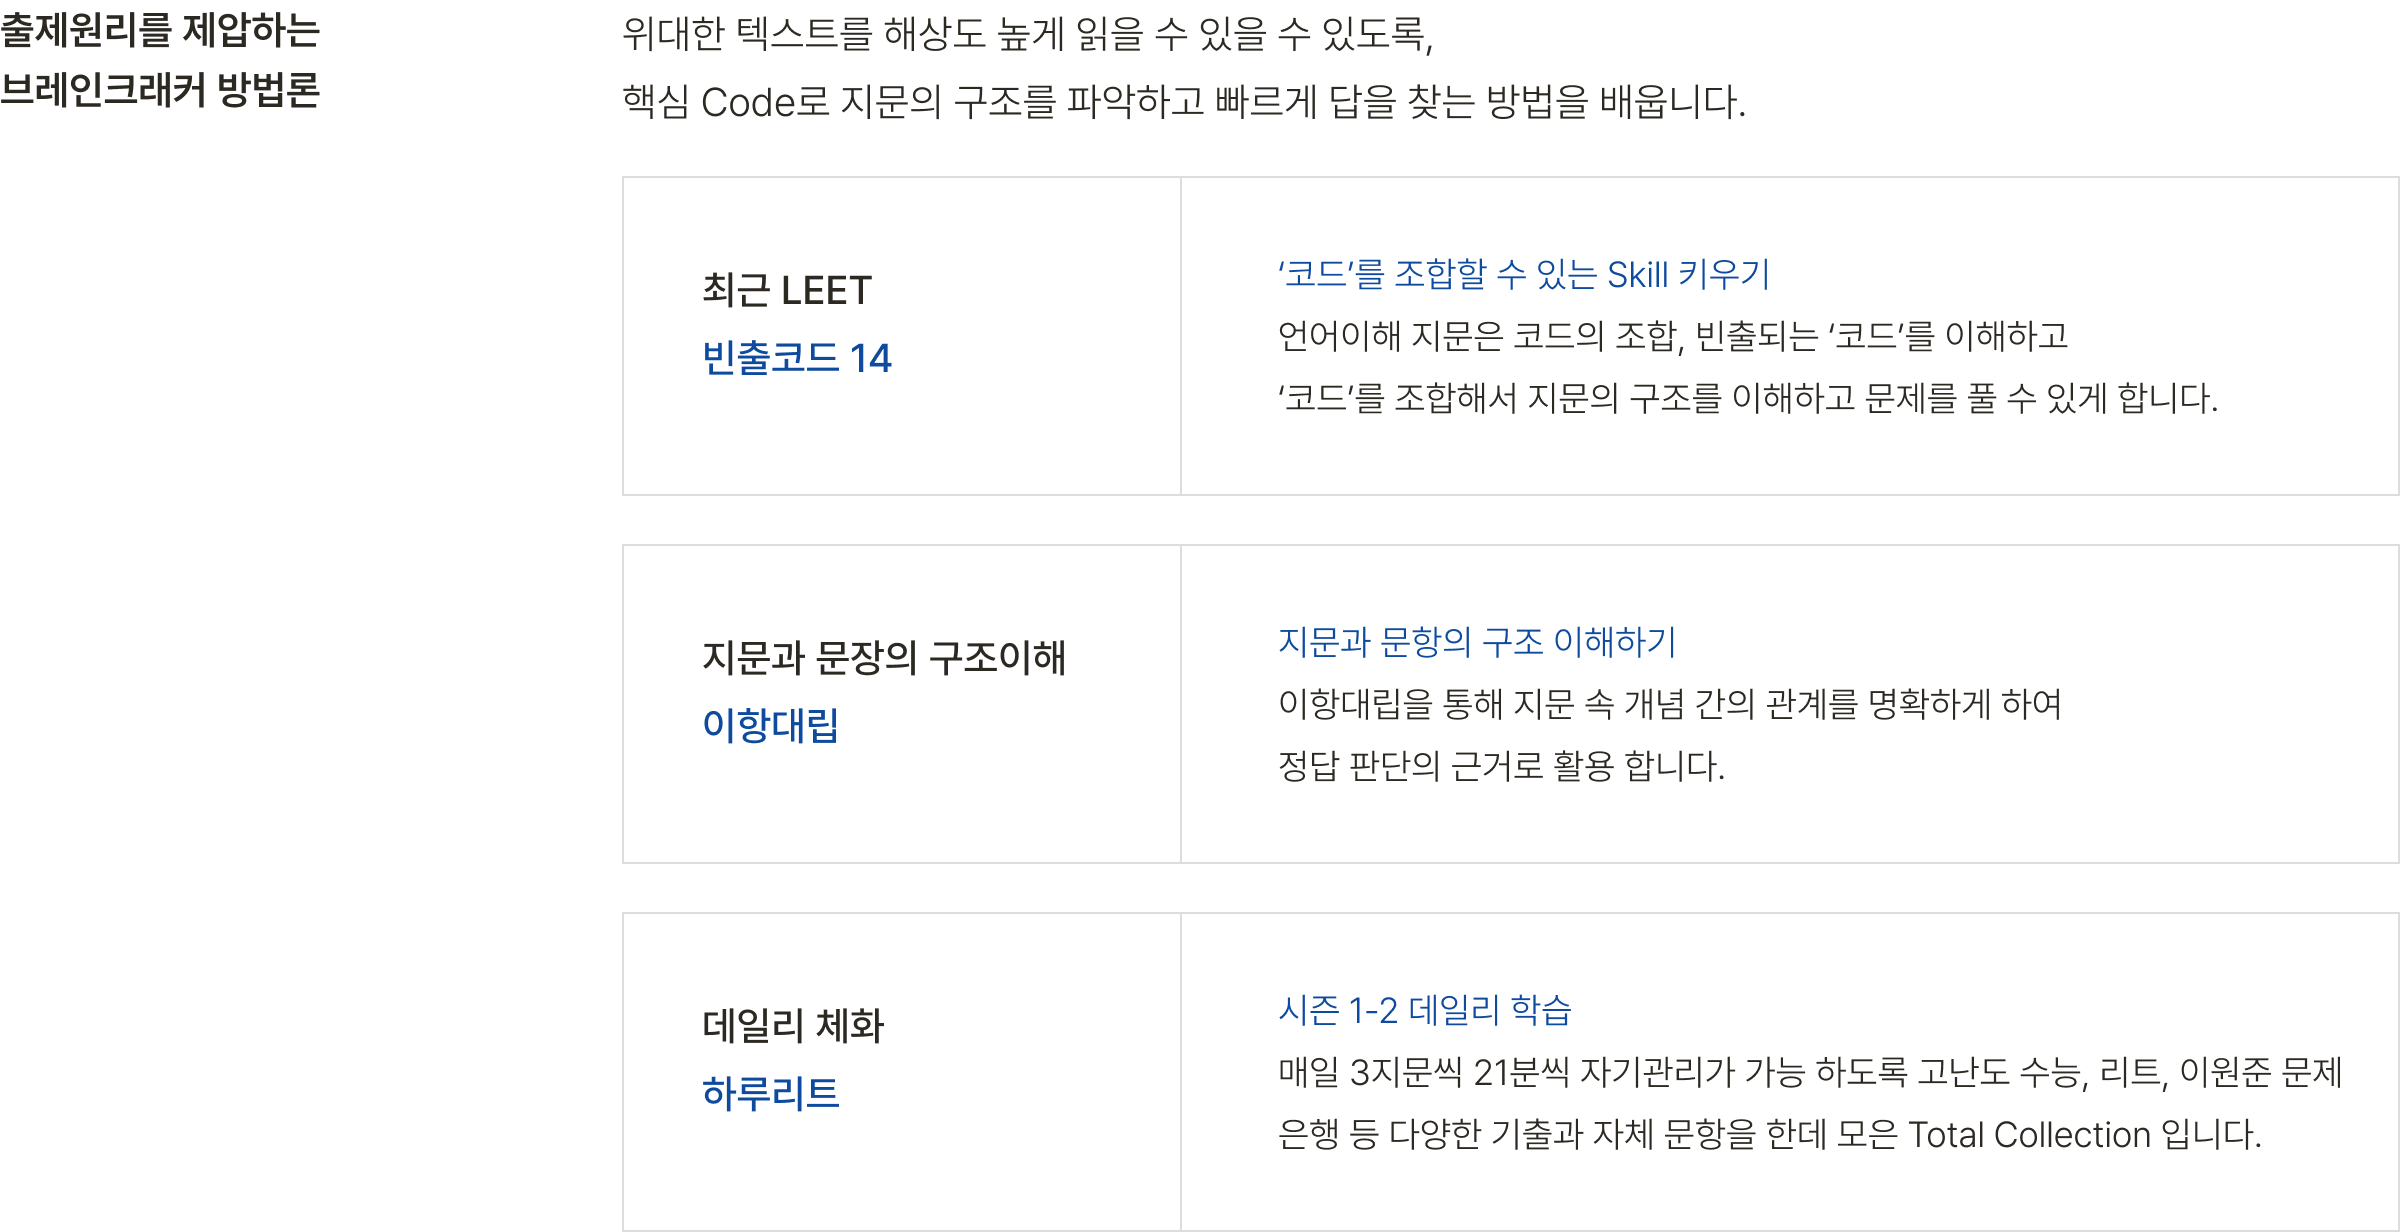 출제원리를 제압하는
브레인크래커 방법론
위대한 텍스트를 해상도 높게 읽을 수 있을 수 있도록,
핵심 Code로 지문의 구조를 파악하고 빠르게 답을 찾는 방법을 배웁니다.
최근 LEET
빈출코드 14
‘코드’를 조합할 수 있는 Skill 키우기
언어이해 지문은 코드의 조합, 빈출되는 ‘코드’를 이해하고
‘코드’를 조합해서 지문의 구조를 이해하고 문제를 풀 수 있게 합니다.
지문과 문장의 구조이해
이항대립
지문과 문항의 구조 이해하기
이항대립을 통해 지문 속 개념 간의 관계를 명확하게 하여
정답 판단의 근거로 활용 합니다.
데일리 체화
하루리트
시즌 1-2 데일리 학습
매일 3지문씩 21분씩 자기관리가 가능 하도록 고난도 수능, 리트, 이원준 문제
은행 등 다양한 기출과 자체 문항을 한데 모은 Total Collection 입니다.